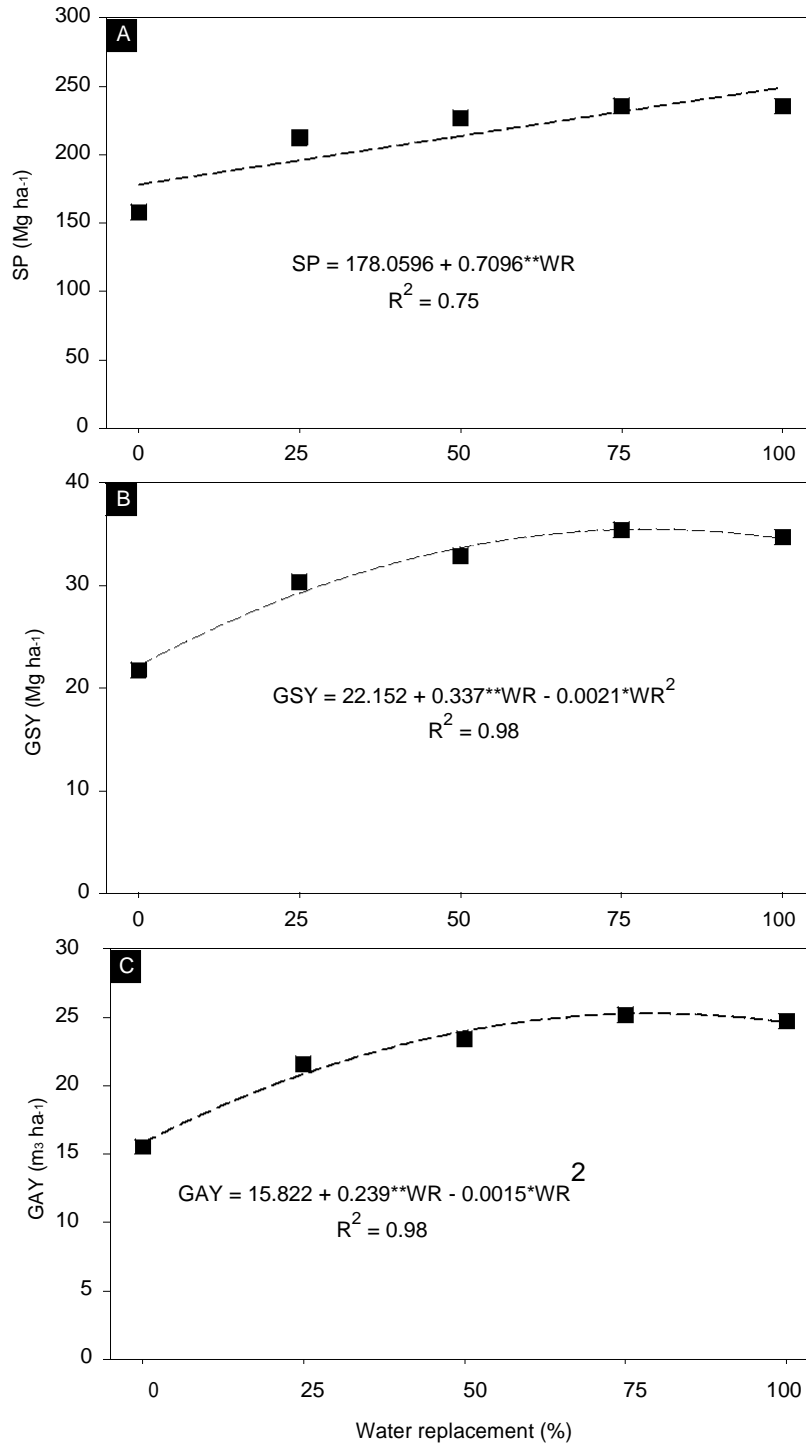 A
300
250
200
150
100
50
0
SP (Mg ha-1)
SP = 178.0596 + 0.7096**WR
R2 = 0.75
0 25 50 75 100
B
40
30
20
10
0
GSY (Mg ha-1)
GSY = 22.152 + 0.337**WR - 0.0021*WR2
R2 = 0.98
0 25 50 75 100
C
30
25
20
15
10
5
0
GAY (m3 ha-1)
GAY = 15.822 + 0.239**WR - 0.0015*WR2
R2 = 0.98
0 25 50 75 100
Water replacement (%)